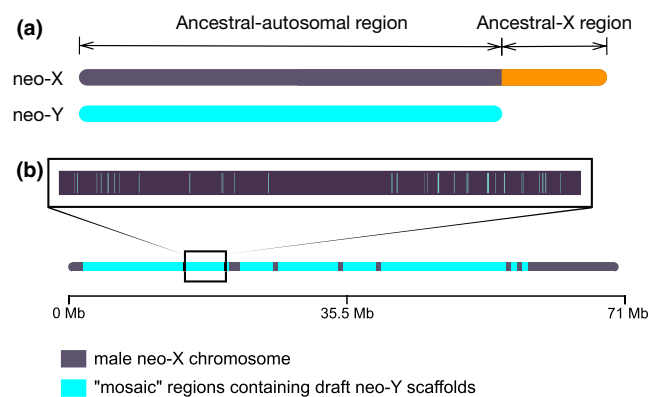 (a)
Ancestral-autosomal region
Ancestral-X region
neo-X
neo-Y
(b)
0 Mb
35.5 Mb
71 Mb
male neo-X chromosome
"mosaic" regions containing draft neo-Y scaffolds